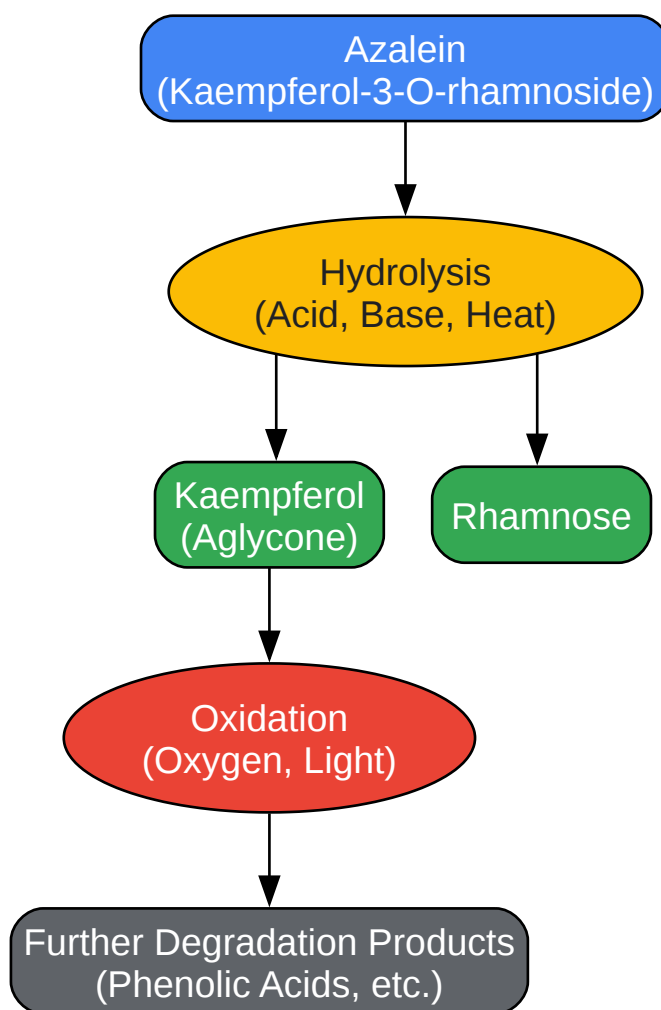 Azalein
(Kaempferol-3-O-rhamnoside)
Hydrolysis
(Acid, Base, Heat)
Kaempferol
(Aglycone)
Rhamnose
Oxidation
(Oxygen, Light)
Further Degradation Products
(Phenolic Acids, etc.)